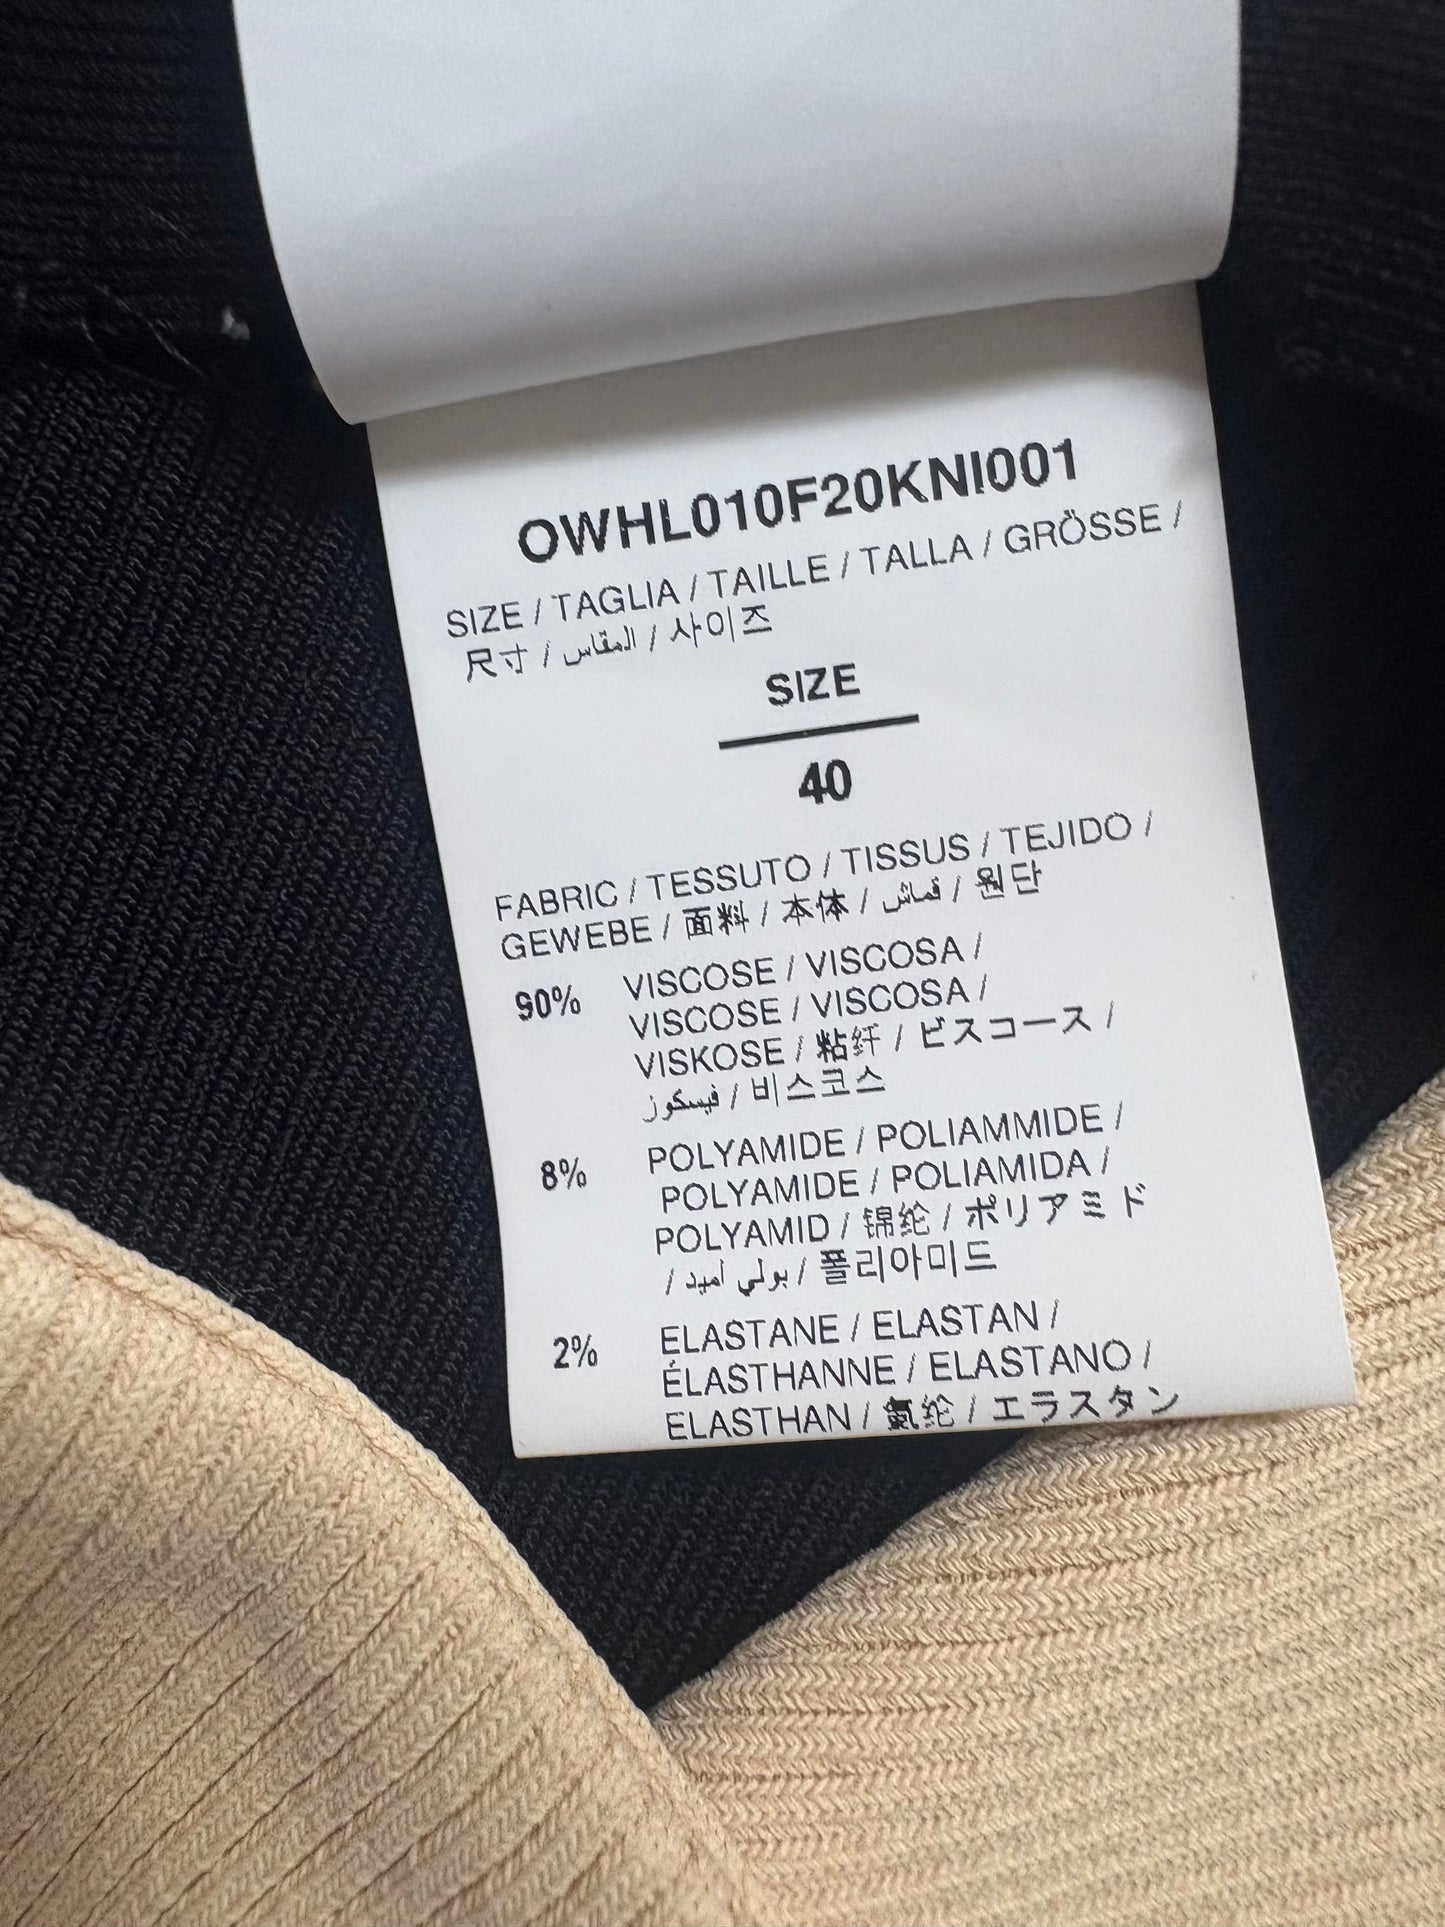 OWHL010F20KNI001
SIZE / TAGLIA / TAILLE / TALLA / GRÖSSE /
尺寸 / المقاس / 사이즈
SIZE
40
FABRIC / TESSUTO / TISSUS / TEJIDO /
GEWEBE / 面料 / 本体 / قماش / 원단
90% VISCOSE / VISCOSA /
VISCOSE / VISCOSA /
VISKOSE / 粘纤 / ビスコース /
فيسكوز / 비스코스
8% POLYAMIDE / POLIAMMIDE /
POLYAMIDE / POLIAMIDA /
POLYAMID / 锦纶 / ポリアミド
/ بولي اميد / 폴리아미드
2% ELASTANE / ELASTAN /
ÉLASTHANNE / ELASTANO /
ELASTHAN / 氨纶 / エラスタン